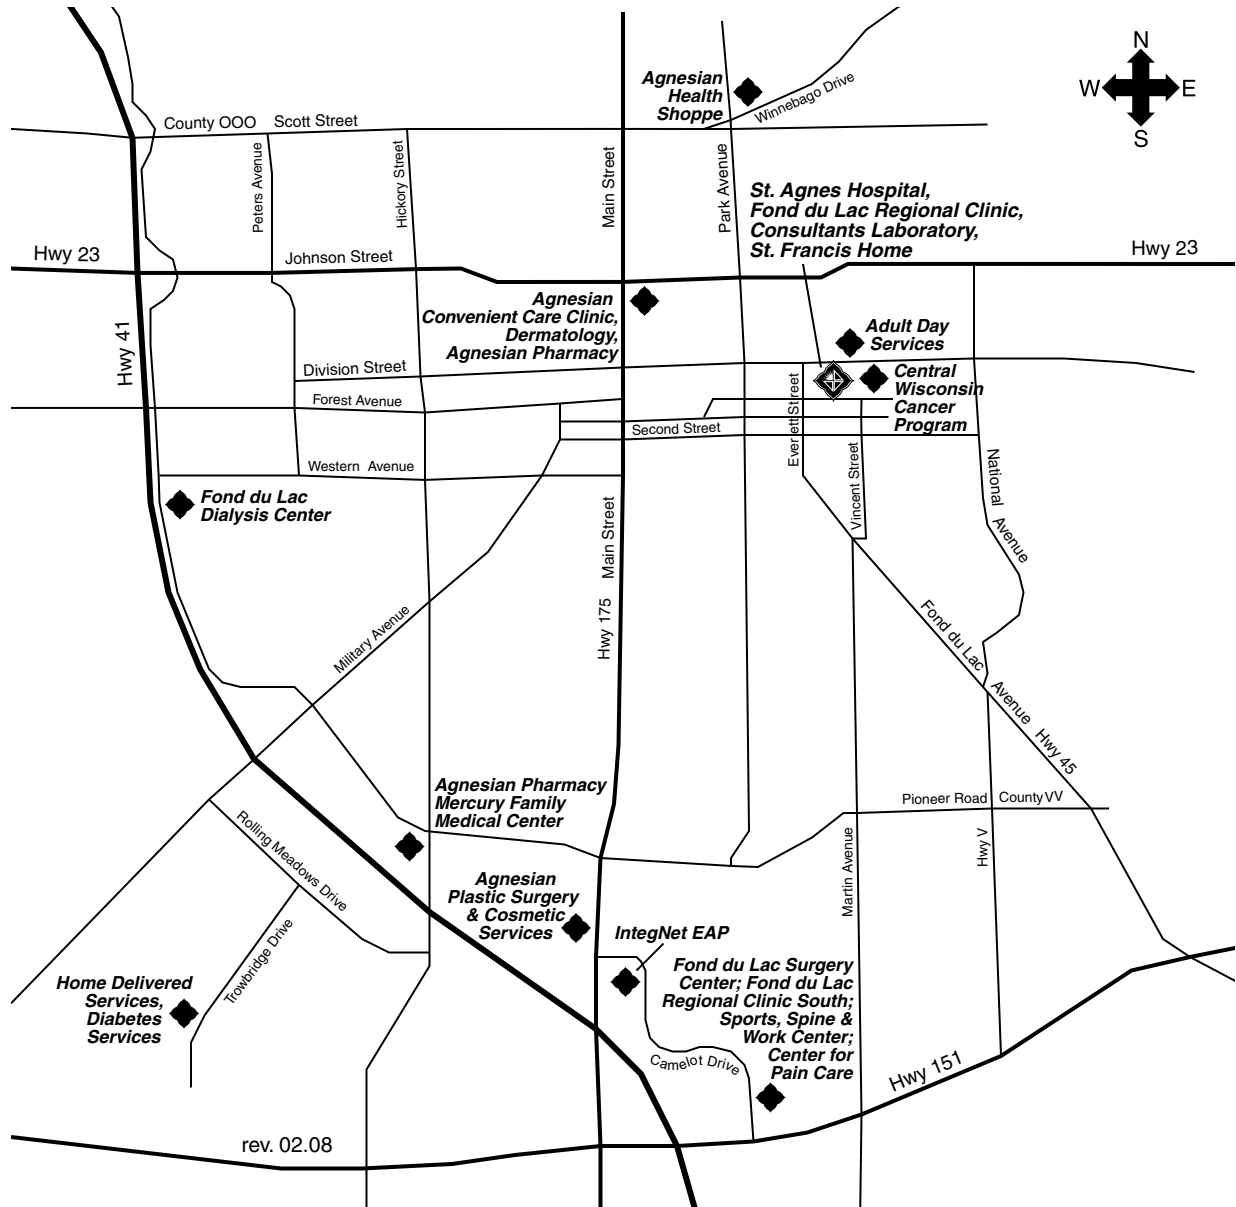 N
W E
S
Agnesian
Health
Shoppe
Winnebago Drive
County OOO Scott Street
Peters Avenue
Hickory Street
Main Street
Park Avenue
St. Agnes Hospital,
Fond du Lac Regional Clinic,
Consultants Laboratory,
St. Francis Home
Hwy 23
Johnson Street
Hwy 23
Agnesian
Convenient Care Clinic,
Dermatology,
Agnesian Pharmacy
Adult Day
Services
Hwy 41
Division Street
Forest Avenue
Central
Wisconsin
Cancer
Program
Everett Street
Second Street
Western Avenue
Vincent Street
National Avenue
Fond du Lac
Dialysis Center
Main Street
Hwy 175
Military Avenue
Fond du Lac Avenue Hwy 45
Agnesian Pharmacy
Mercury Family
Medical Center
Pioneer Road County VV
Rolling Meadows Drive
Martin Avenue
Hwy V
Agnesian
Plastic Surgery
& Cosmetic
Services
IntegNet EAP
Trowbridge Drive
Home Delivered
Services,
Diabetes
Services
Fond du Lac Surgery
Center; Fond du Lac
Regional Clinic South;
Sports, Spine &
Work Center;
Center for
Pain Care
Camelot Drive
Hwy 151
rev. 02.08